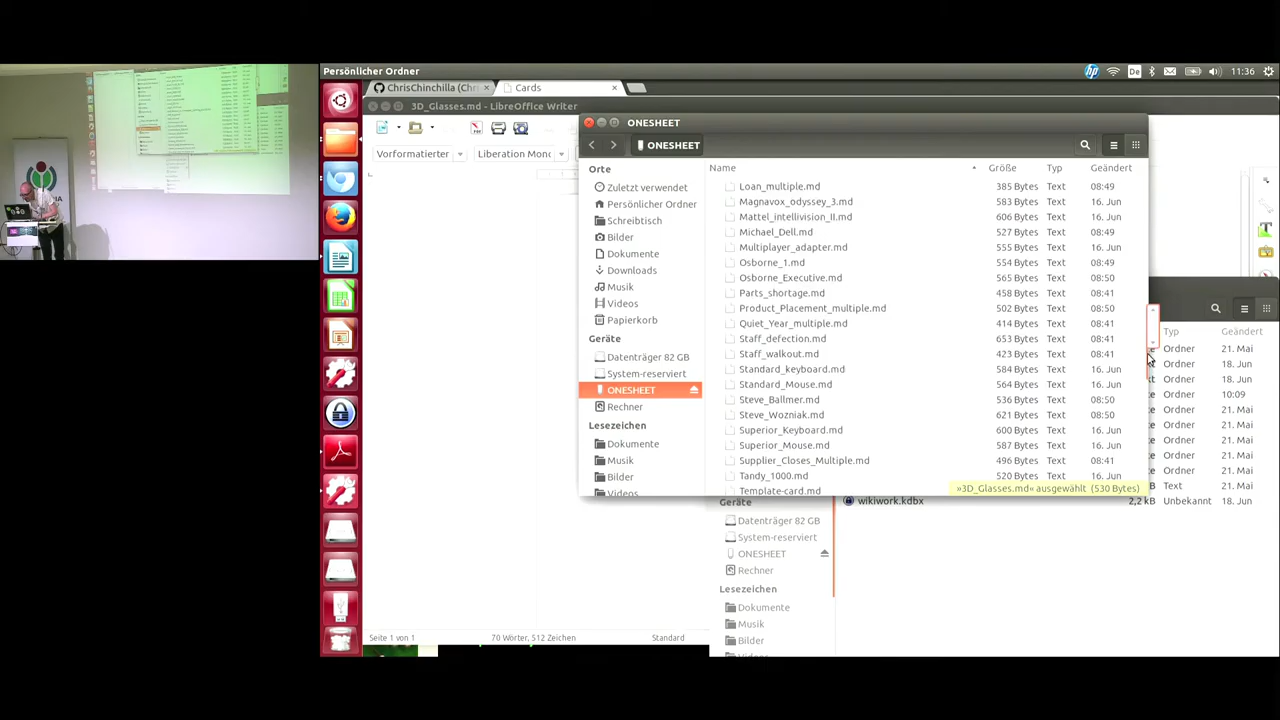 Persönlicher Ordner
De
11:36
ChrisChinchilla (Chr
Cards
3D_Glasses.md - LibreOffice Writer
Vorformatierter
Liberation Mono
ONESHEET
ONESHEET
Orte
Zuletzt verwendet
Persönlicher Ordner
Schreibtisch
Bilder
Dokumente
Downloads
Musik
Videos
Papierkorb
Geräte
Datenträger 82 GB
System-reserviert
ONESHEET
Rechner
Lesezeichen
Dokumente
Musik
Bilder
Videos
Name Größe Typ Geändert
Loan_multiple.md 385 Bytes Text 08:49
Magnavox_odyssey_3.md 583 Bytes Text 16. Jun
Mattel_intellivision_II.md 606 Bytes Text 16. Jun
Michael_Dell.md 527 Bytes Text 08:49
Multiplayer_adapter.md 555 Bytes Text 16. Jun
Osborne_1.md 554 Bytes Text 08:49
Osborne_Executive.md 565 Bytes Text 08:50
Parts_shortage.md 458 Bytes Text 08:41
Product_Placement_multiple.md 502 Bytes Text 08:50
Quiet_Year_multiple.md 414 Bytes Text 08:41
Staff_defection.md 653 Bytes Text 08:41
Staff_walkout.md 423 Bytes Text 08:41
Standard_keyboard.md 584 Bytes Text 16. Jun
Standard_mouse.md 564 Bytes Text 16. Jun
Steve_Ballmer.md 536 Bytes Text 08:50
Steve_Wozniak.md 621 Bytes Text 08:50
Superior_Keyboard.md 600 Bytes Text 16. Jun
Superior_Mouse.md 587 Bytes Text 16. Jun
Supplier_Closes_Multiple.md 496 Bytes Text 08:41
Tandy_1000.md 520 Bytes Text 16. Jun
Template-card.md
»3D_Glasses.md« ausgewählt (530 Bytes)
Typ Geändert
Ordner 21. Mai
Ordner 18. Jun
Ordner 10:09
Ordner 21. Mai
Ordner 21. Mai
Ordner 21. Mai
Ordner 21. Mai
Ordner 21. Mai
Text 21. Mai
wikiwork.kdbx 2,2 kB Unbekannt 18. Jun
Geräte
Datenträger 82 GB
System-reserviert
ONESHEET
Rechner
Lesezeichen
Dokumente
Musik
Bilder
Seite 1 von 1 70 Wörter, 512 Zeichen Standard